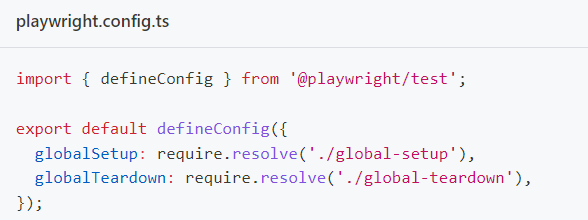 playwright.config.ts
import { defineConfig } from '@playwright/test';
export default defineConfig({
  globalSetup: require.resolve('./global-setup'),
  globalTeardown: require.resolve('./global-teardown'),
});